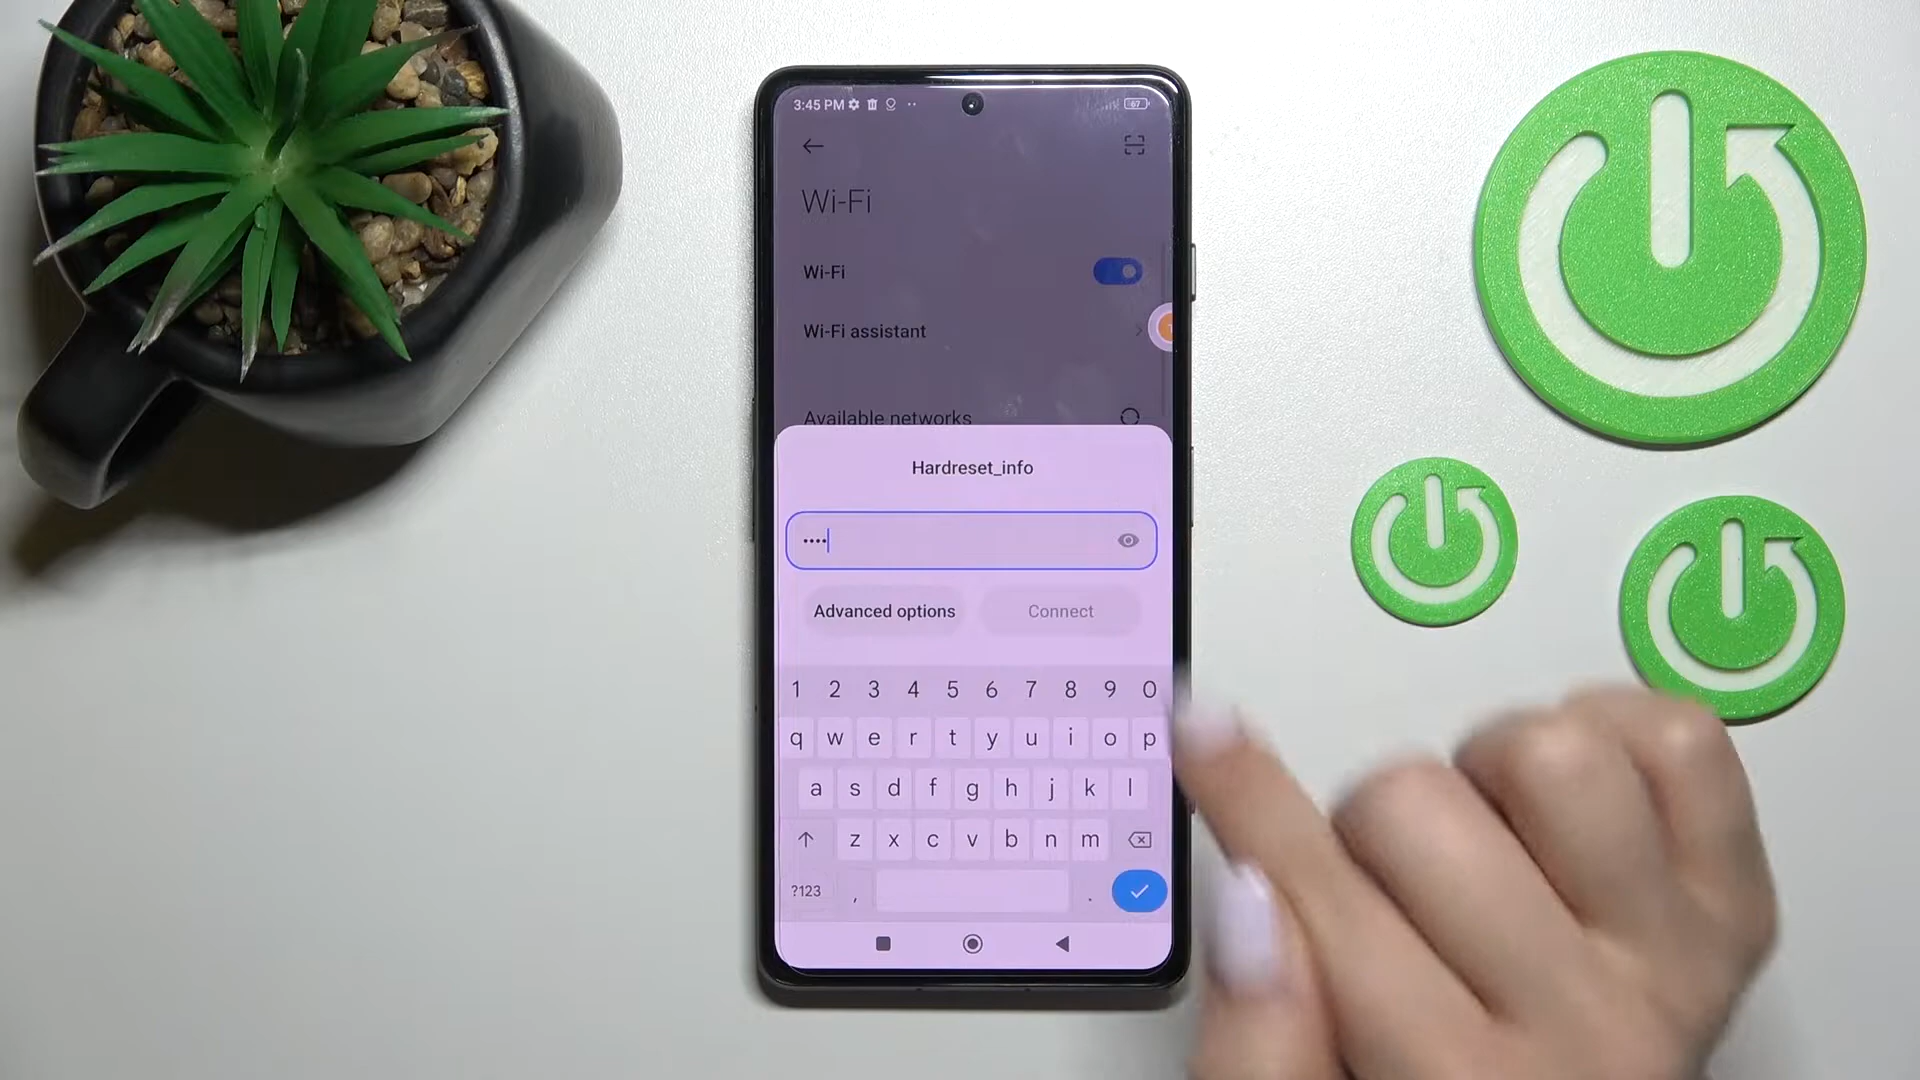 3:45 PM 67
Wi-Fi
Wi-Fi
Wi-Fi assistant
Available networks
Hardreset_info
••••
Advanced options Connect
1 2 3 4 5 6 7 8 9 0
q w e r t y u i o p
a s d f g h j k l
z x c v b n m
?123 , .